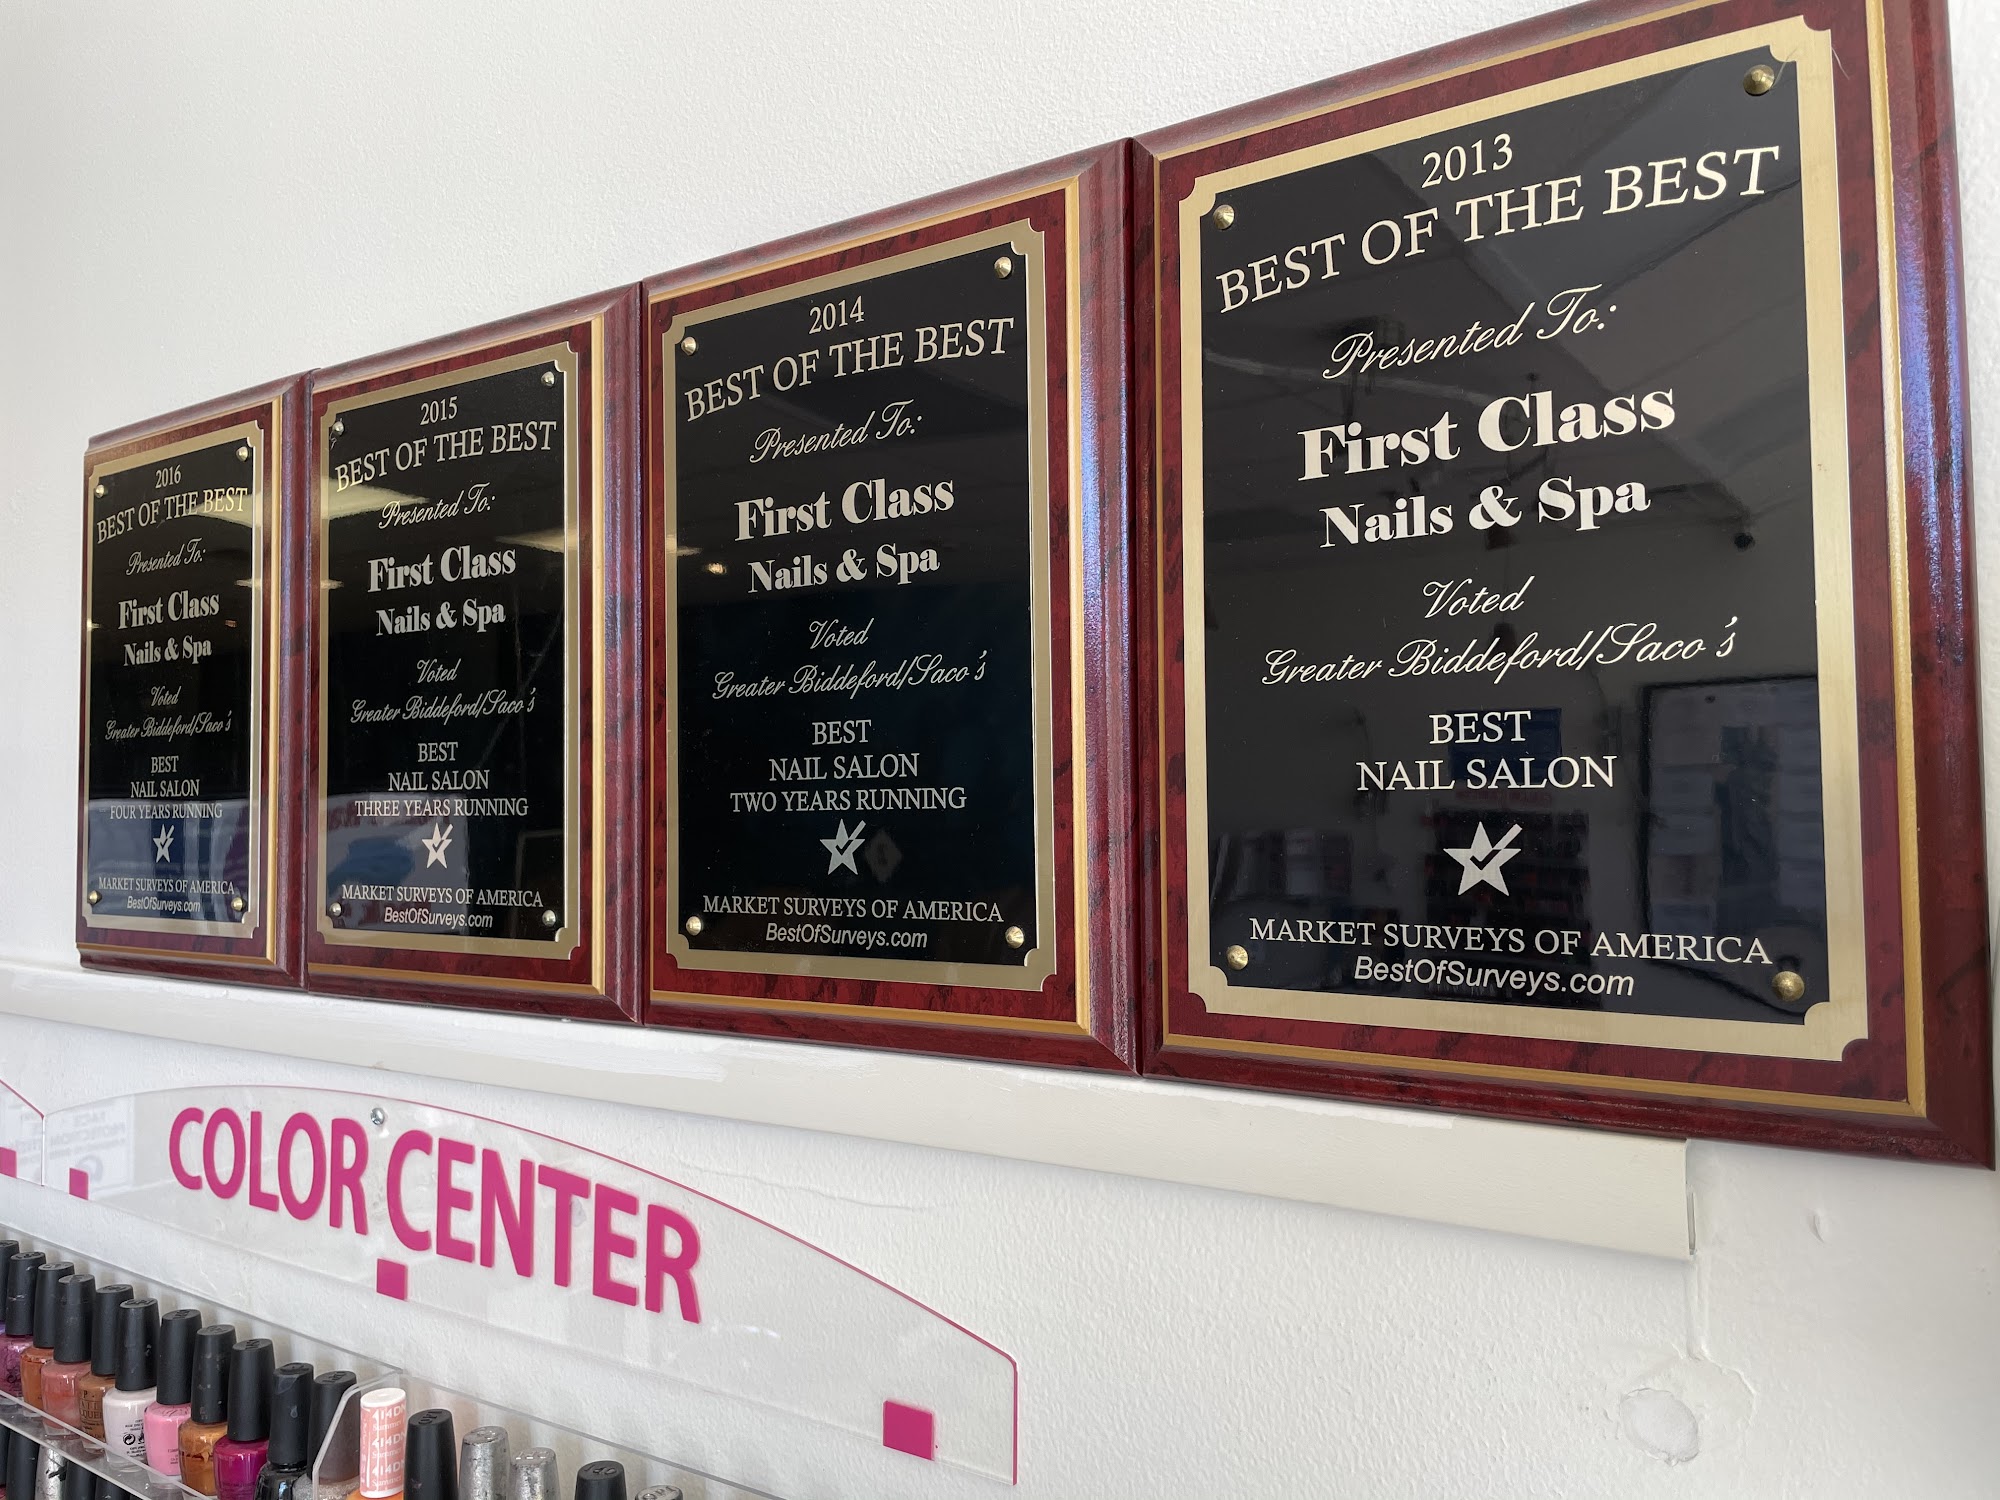 2016
BEST OF THE BEST
Presented To:
First Class
Nails & Spa
Voted
Greater Biddeford/Saco's
BEST
NAIL SALON
FOUR YEARS RUNNING
MARKET SURVEYS OF AMERICA
BestOfSurveys.com
2015
BEST OF THE BEST
Presented To:
First Class
Nails & Spa
Voted
Greater Biddeford/Saco's
BEST
NAIL SALON
THREE YEARS RUNNING
MARKET SURVEYS OF AMERICA
BestOfSurveys.com
2014
BEST OF THE BEST
Presented To:
First Class
Nails & Spa
Voted
Greater Biddeford/Saco's
BEST
NAIL SALON
TWO YEARS RUNNING
MARKET SURVEYS OF AMERICA
BestOfSurveys.com
2013
BEST OF THE BEST
Presented To:
First Class
Nails & Spa
Voted
Greater Biddeford/Saco's
BEST
NAIL SALON
MARKET SURVEYS OF AMERICA
BestOfSurveys.com
COLOR CENTER